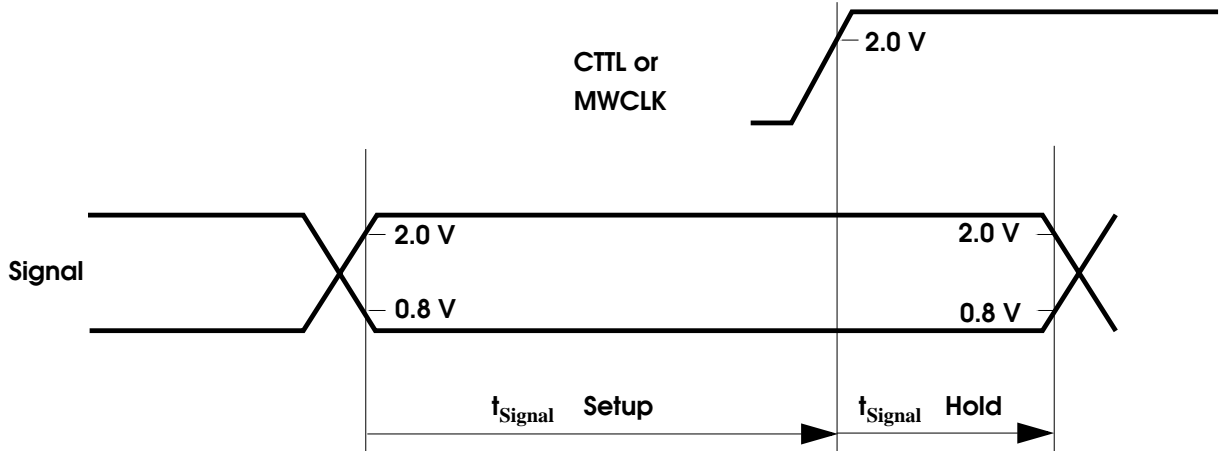 CTTL or
MWCLK
2.0 V
Signal
2.0 V
2.0 V
0.8 V
0.8 V
tSignal Setup
tSignal Hold